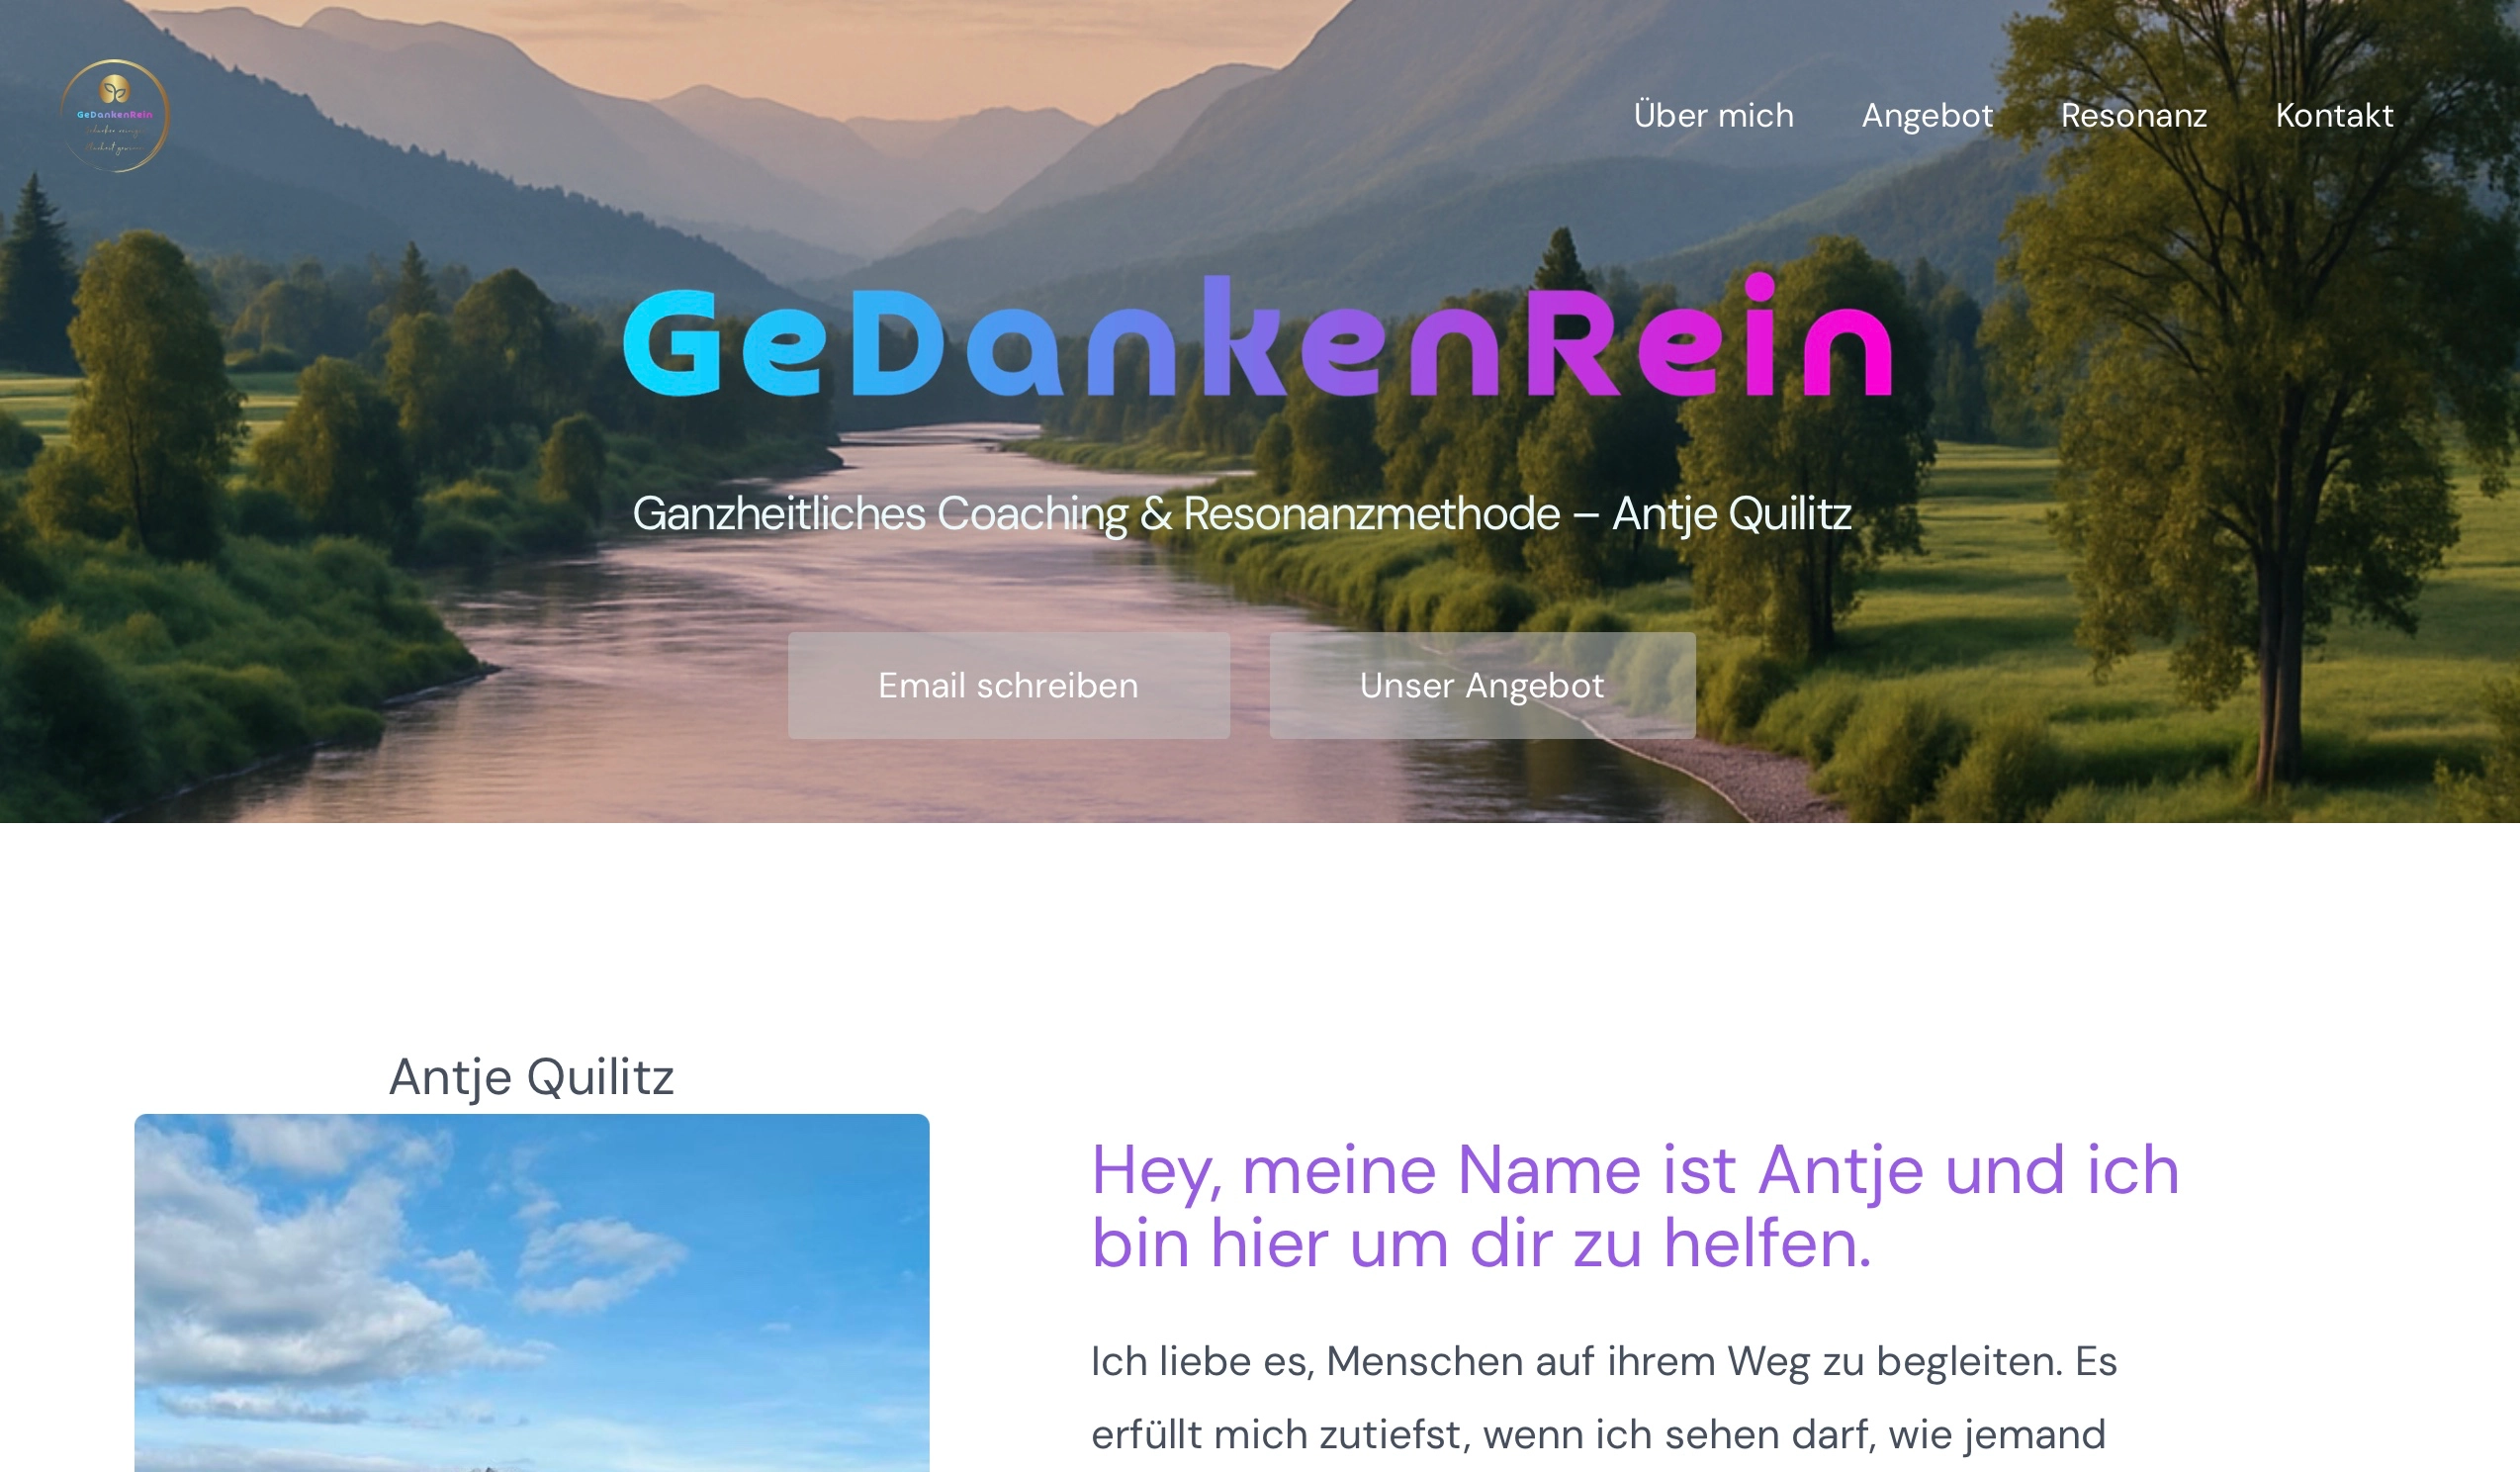 GeDankenRein
Über mich
Angebot
Resonanz
Kontakt
GeDankenRein
Ganzheitliches Coaching & Resonanzmethode – Antje Quilitz
Email schreiben
Unser Angebot
Antje Quilitz
Hey, meine Name ist Antje und ich
bin hier um dir zu helfen.
Ich liebe es, Menschen auf ihrem Weg zu begleiten. Es
erfüllt mich zutiefst, wenn ich sehen darf, wie jemand